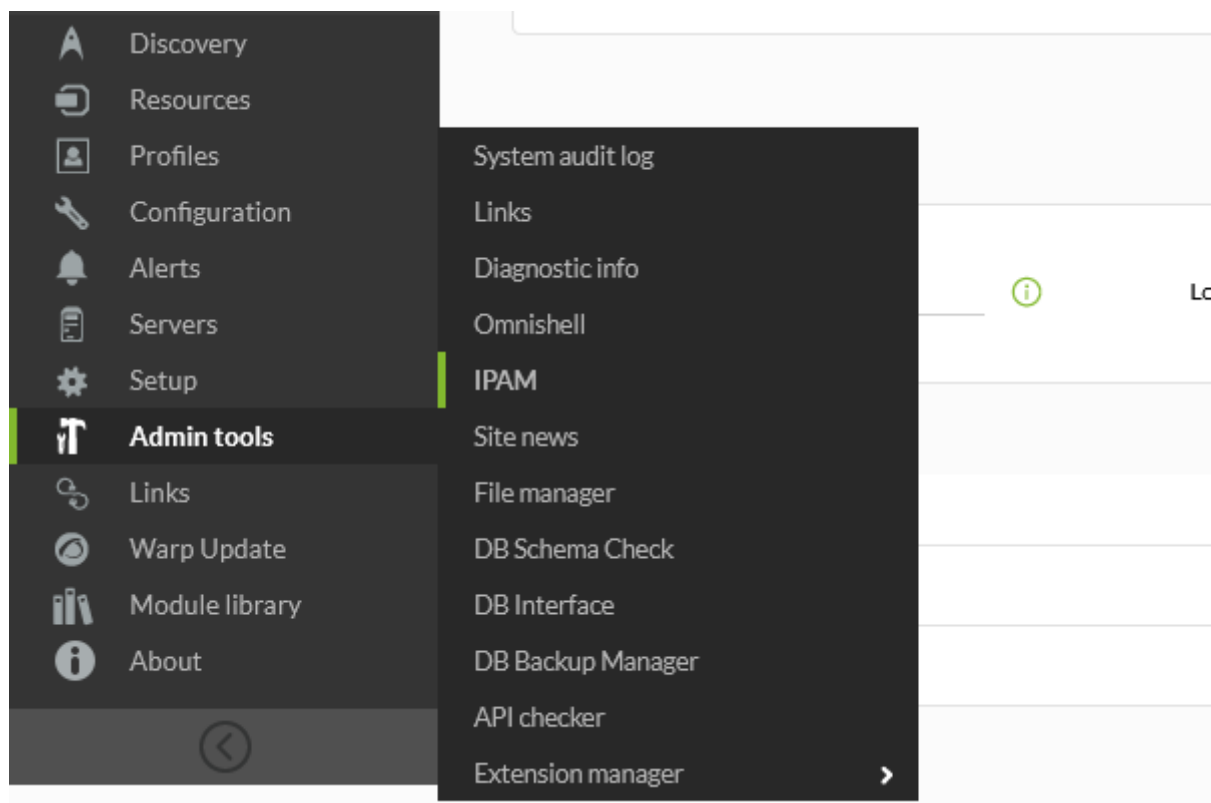 Discovery
Resources
Profiles
Configuration
Alerts
Servers
Setup
Admin tools
Links
Warp Update
Module library
About
System audit log
Links
Diagnostic info
Omnishell
IPAM
Site news
File manager
DB Schema Check
DB Interface
DB Backup Manager
API checker
Extension manager